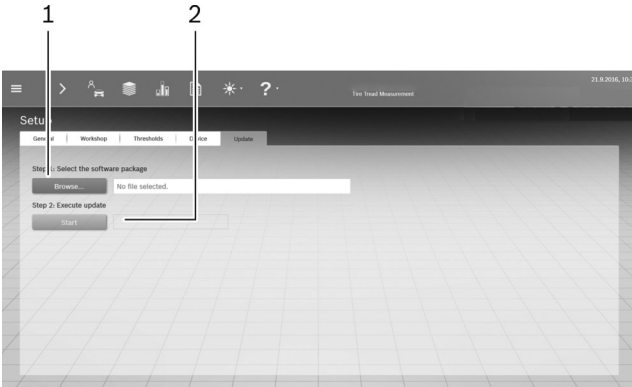 1 2
21.9.2016, 10:3
Tire Tread Measurement
Setup
General Workshop Thresholds Device Update
Step 1: Select the software package
Browse... No file selected.
Step 2: Execute update
Start